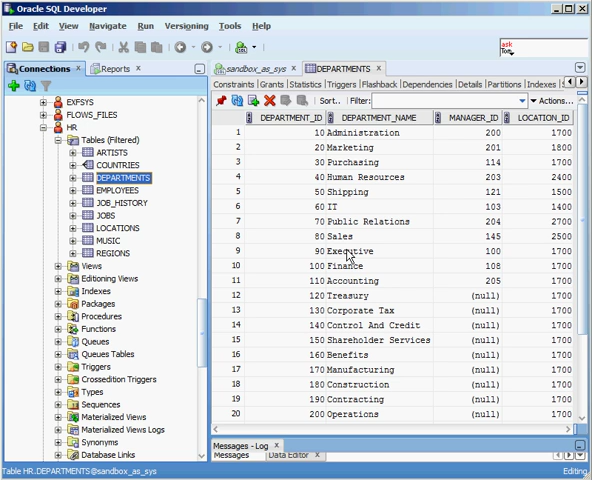 Oracle SQL Developer
File Edit View Navigate Run Versioning Tools Help
SQL
ask
Tom
Connections Reports
EXFSYS
FLOWS_FILES
HR
Tables (Filtered)
ARTISTS
COUNTRIES
DEPARTMENTS
EMPLOYEES
JOB_HISTORY
JOBS
LOCATIONS
MUSIC
REGIONS
Views
Editioning Views
Indexes
Packages
Procedures
Functions
Queues
Queues Tables
Triggers
Crossedition Triggers
Types
Sequences
Materialized Views
Materialized Views Logs
Synonyms
Database Links
sandbox_as_sys DEPARTMENTS
Constraints Grants Statistics Triggers Flashback Dependencies Details Partitions Indexes
Sort.. Filter: Actions...
DEPARTMENT_ID DEPARTMENT_NAME MANAGER_ID LOCATION_ID
1 10 Administration 200 1700
2 20 Marketing 201 1800
3 30 Purchasing 114 1700
4 40 Human Resources 203 2400
5 50 Shipping 121 1500
6 60 IT 103 1400
7 70 Public Relations 204 2700
8 80 Sales 145 2500
9 90 Executive 100 1700
10 100 Finance 108 1700
11 110 Accounting 205 1700
12 120 Treasury (null) 1700
13 130 Corporate Tax (null) 1700
14 140 Control And Credit (null) 1700
15 150 Shareholder Services (null) 1700
16 160 Benefits (null) 1700
17 170 Manufacturing (null) 1700
18 180 Construction (null) 1700
19 190 Contracting (null) 1700
20 200 Operations (null) 1700
Messages - Log
Messages Data Editor
Table HR.DEPARTMENTS@sandbox_as_sys Editing